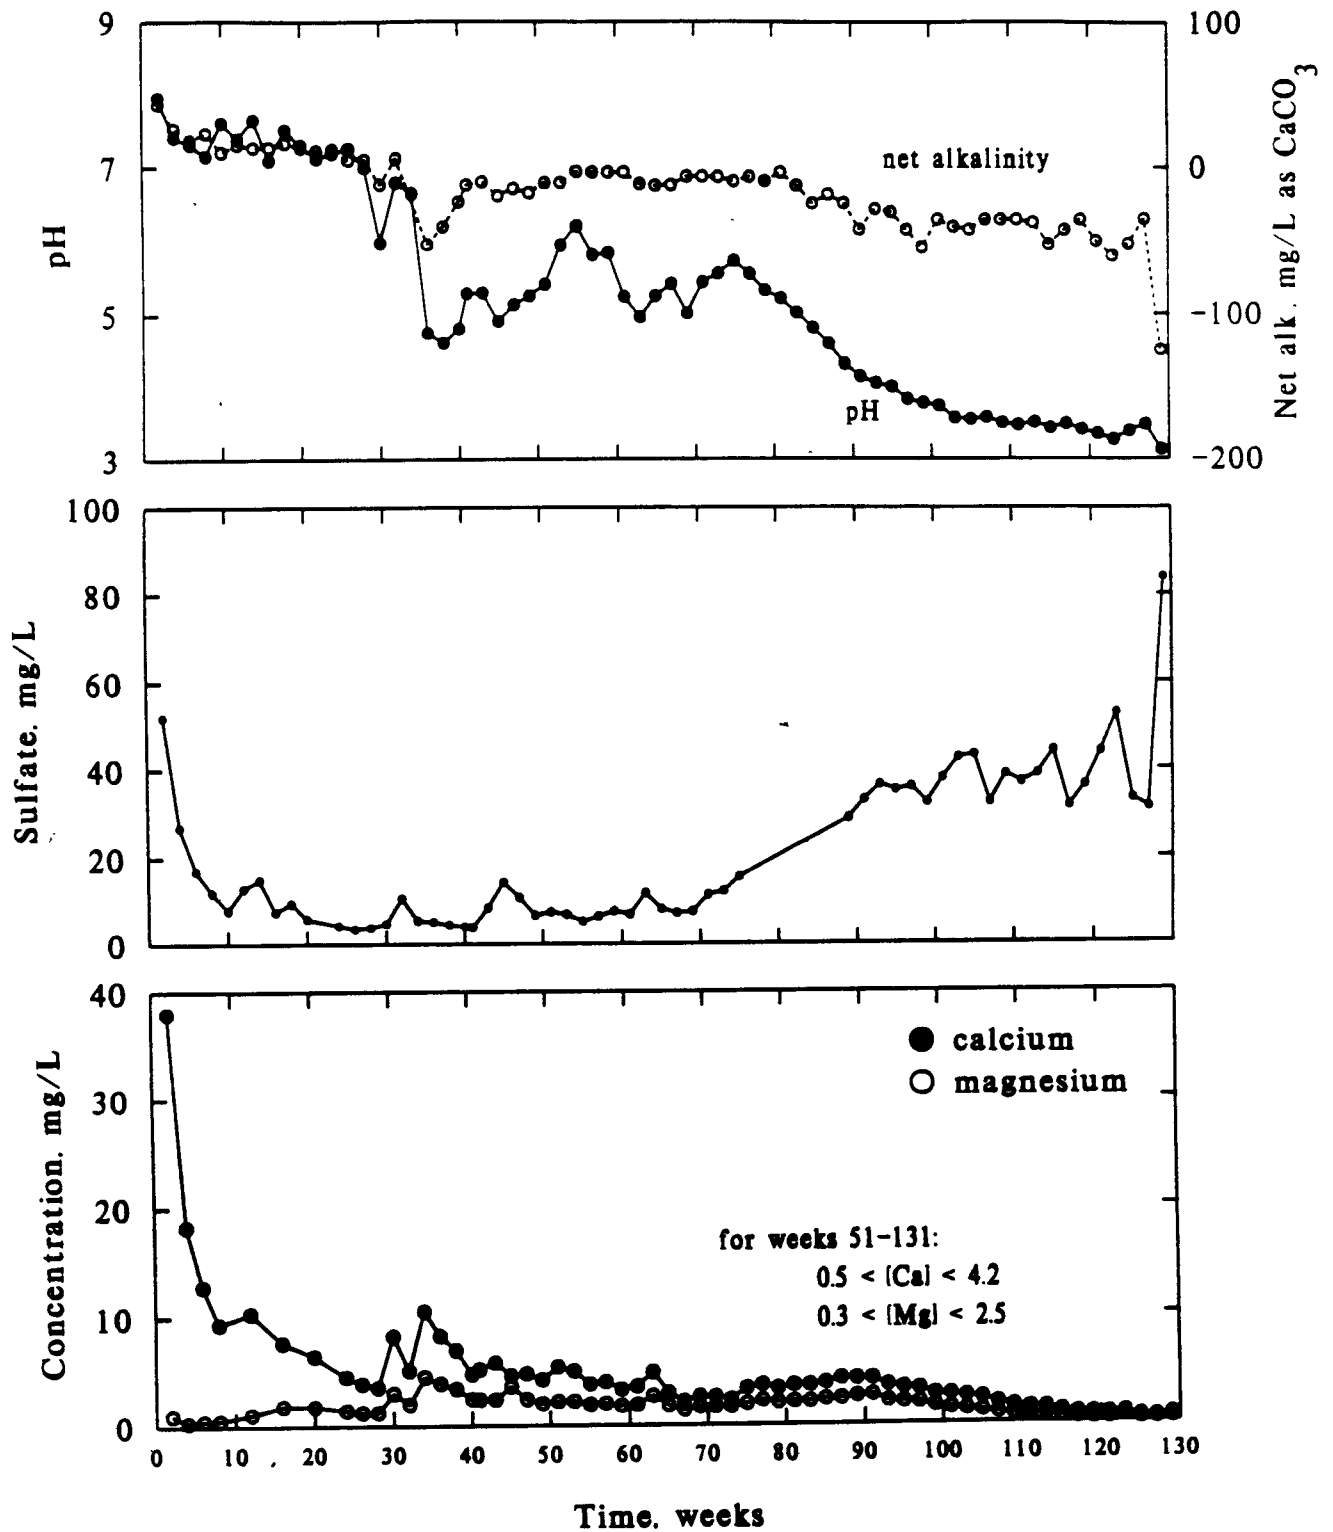 9
7
5
3
pH
100
0
-100
-200
Net alk. mg/L as CaCO3
net alkalinity
pH
100
80
60
40
20
0
Sulfate. mg/L
40
30
20
10
0
Concentration. mg/L
calcium
magnesium
for weeks 51-131:
0.5 < [Ca] < 4.2
0.3 < [Mg] < 2.5
0 10 20 30 40 50 60 70 80 90 100 110 120 130
Time. weeks